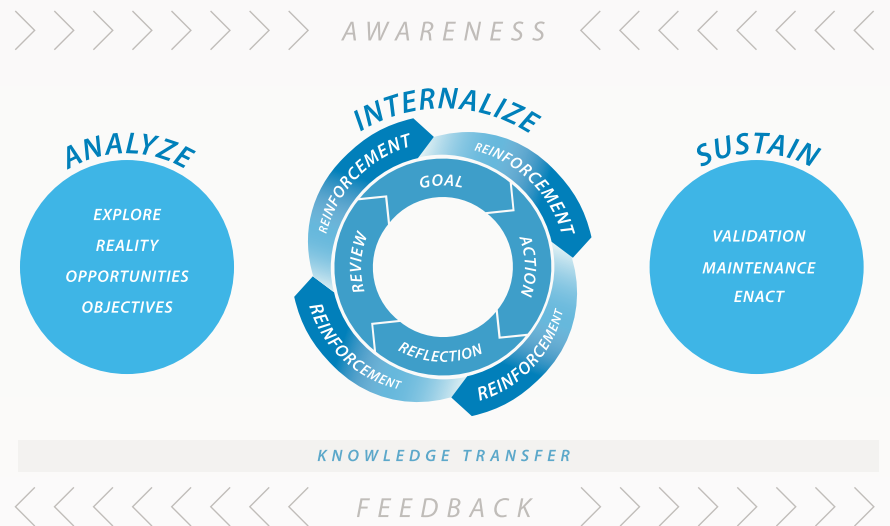 AWARENESS
ANALYZE
EXPLORE
REALITY
OPPORTUNITIES
OBJECTIVES
INTERNALIZE
REINFORCEMENT
REINFORCEMENT
REINFORCEMENT
REINFORCEMENT
GOAL
ACTION
REFLECTION
REVIEW
SUSTAIN
VALIDATION
MAINTENANCE
ENACT
KNOWLEDGE TRANSFER
FEEDBACK